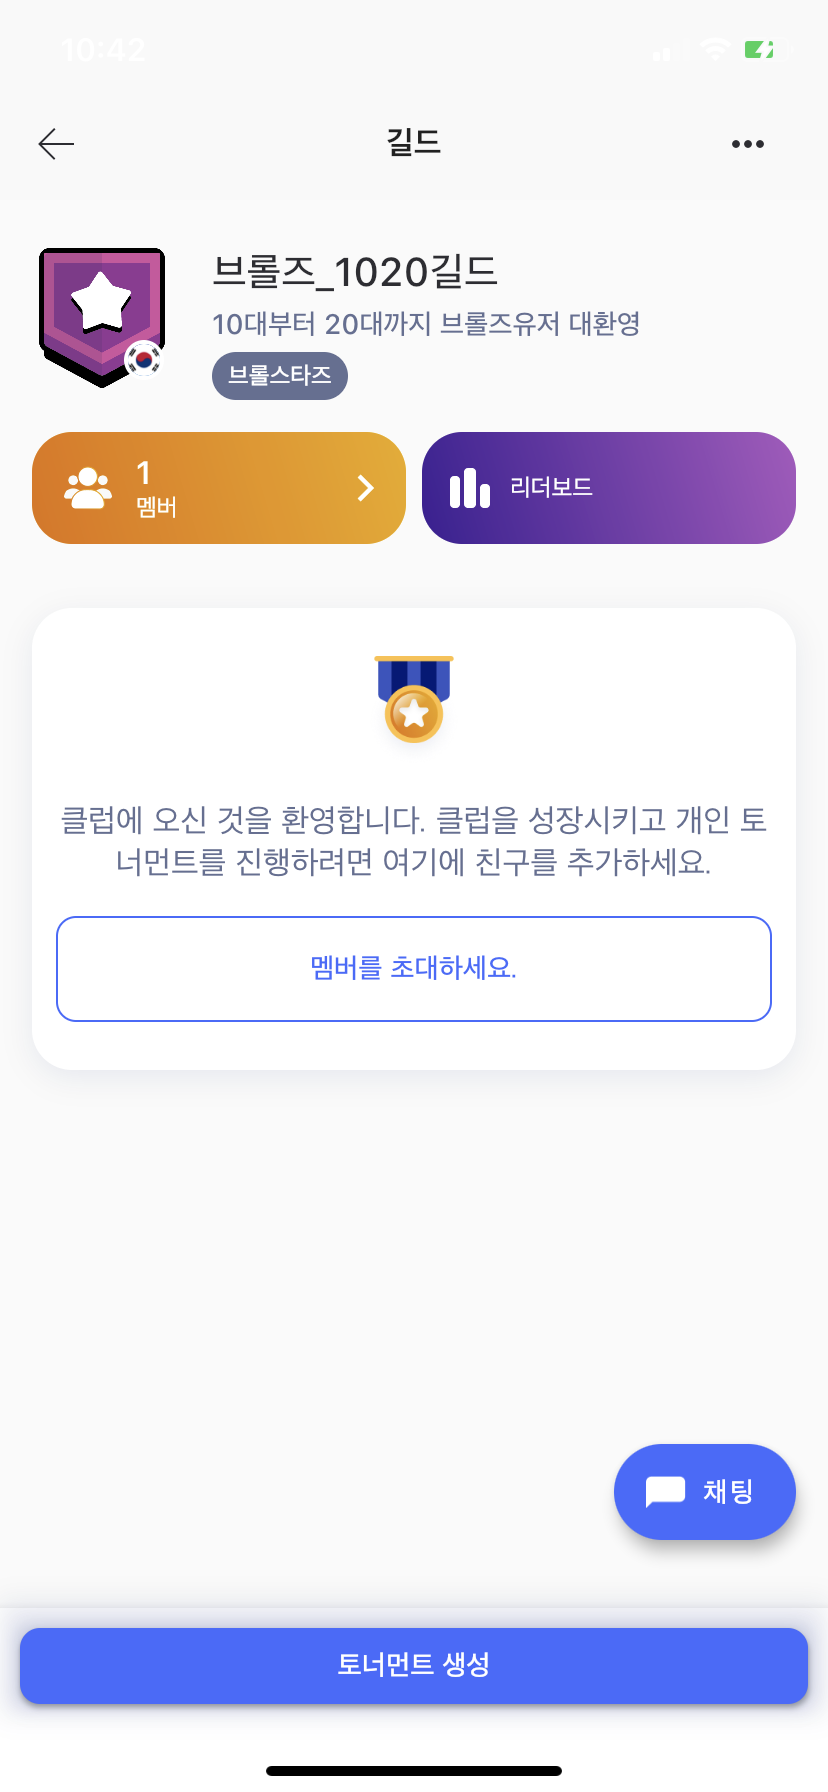 10:42
길드
브롤즈_1020길드
10대부터 20대까지 브롤즈유저 대환영
브롤스타즈
1
멤버
리더보드
클럽에 오신 것을 환영합니다. 클럽을 성장시키고 개인 토
너먼트를 진행하려면 여기에 친구를 추가하세요.
멤버를 초대하세요.
채팅
토너먼트 생성